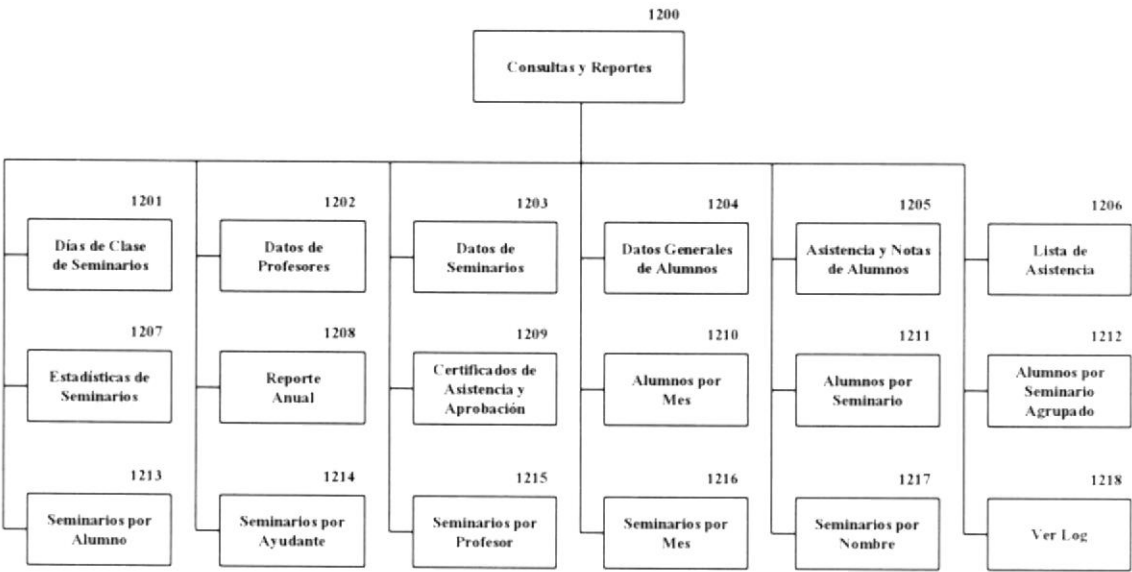 1200
Consultas y Reportes
1201
1202
1203
1204
1205
1206
Días de Clase
de Seminarios
Datos de
Profesores
Datos de
Seminarios
Datos Generales
de Alumnos
Asistencia y Notas
de Alumnos
Lista de
Asistencia
1207
1208
1209
1210
1211
1212
Estadísticas de
Seminarios
Reporte
Anual
Certificados de
Asistencia y
Aprobación
Alumnos por
Mes
Alumnos por
Seminario
Alumnos por
Seminario
Agrupado
1213
1214
1215
1216
1217
1218
Seminarios por
Alumno
Seminarios por
Ayudante
Seminarios por
Profesor
Seminarios por
Mes
Seminarios por
Nombre
Ver Log